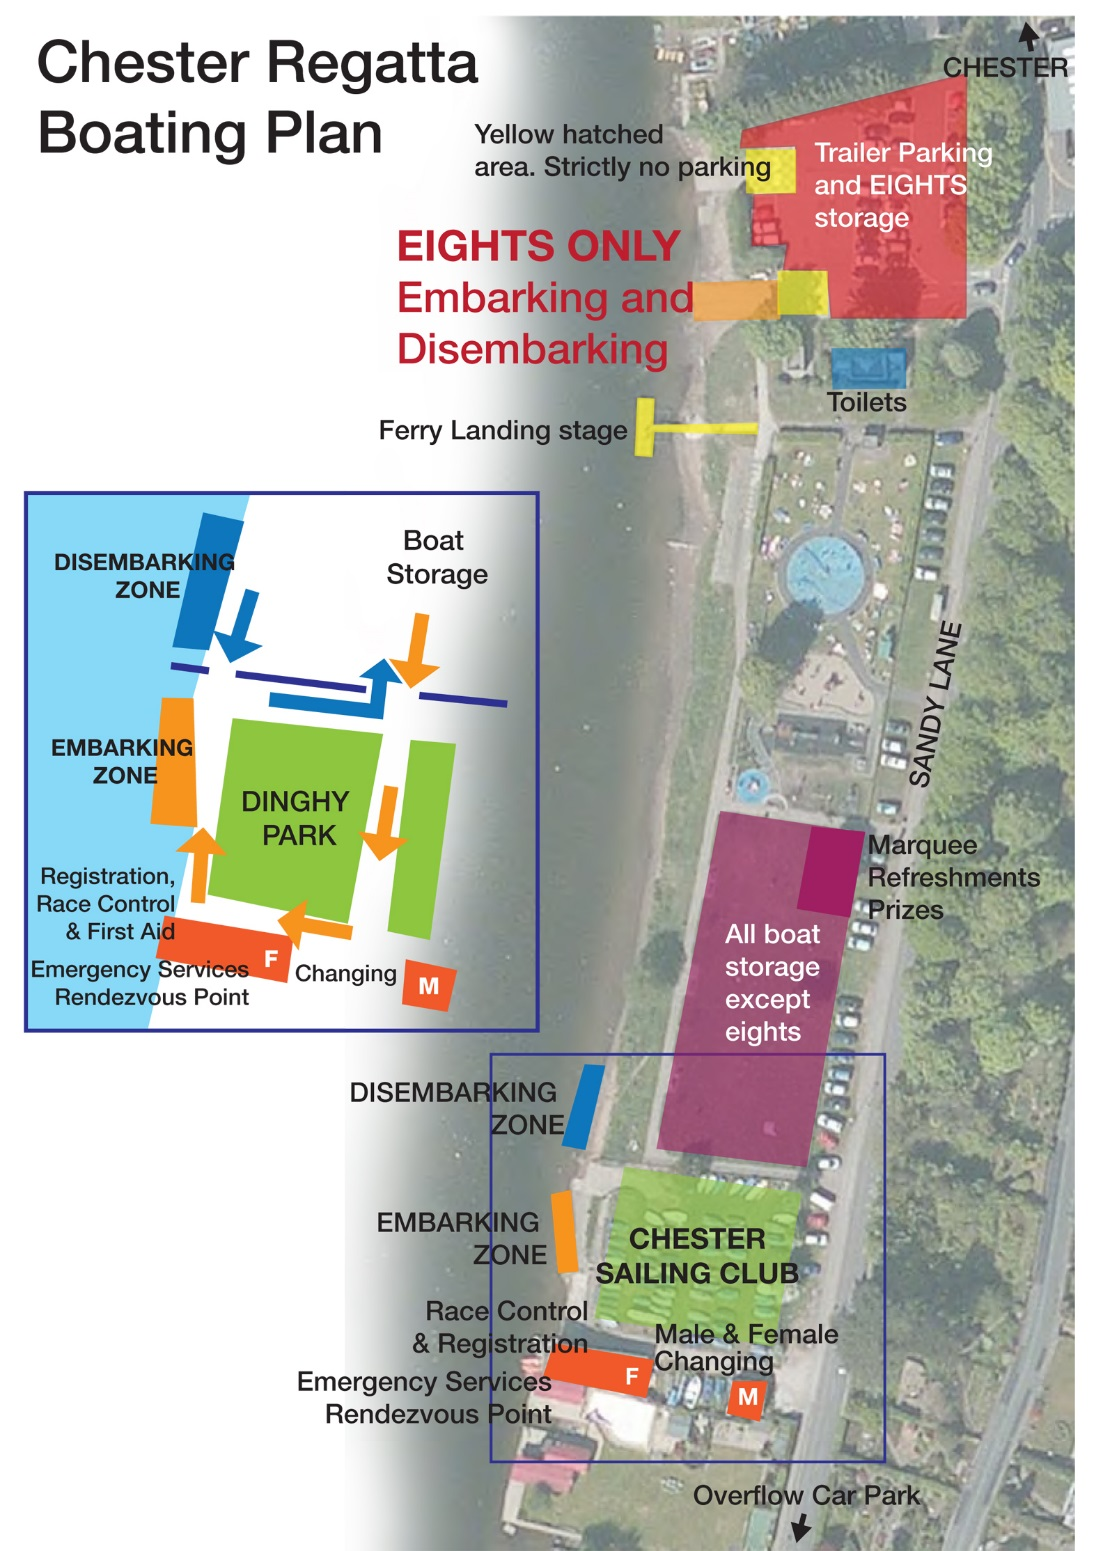 Chester Regatta
Boating Plan
CHESTER
Yellow hatched
area. Strictly no parking
Trailer Parking
and EIGHTS
storage
EIGHTS ONLY
Embarking and
Disembarking
Toilets
Ferry Landing stage
DISEMBARKING
ZONE
Boat
Storage
EMBARKING
ZONE
DINGHY
PARK
Registration,
Race Control
& First Aid
F
Emergency Services
Rendezvous Point
Changing
M
SANDY LANE
Marquee
Refreshments
Prizes
All boat
storage
except
eights
DISEMBARKING
ZONE
EMBARKING
ZONE
CHESTER
SAILING CLUB
Race Control
& Registration
Male & Female
Changing
F
M
Emergency Services
Rendezvous Point
Overflow Car Park